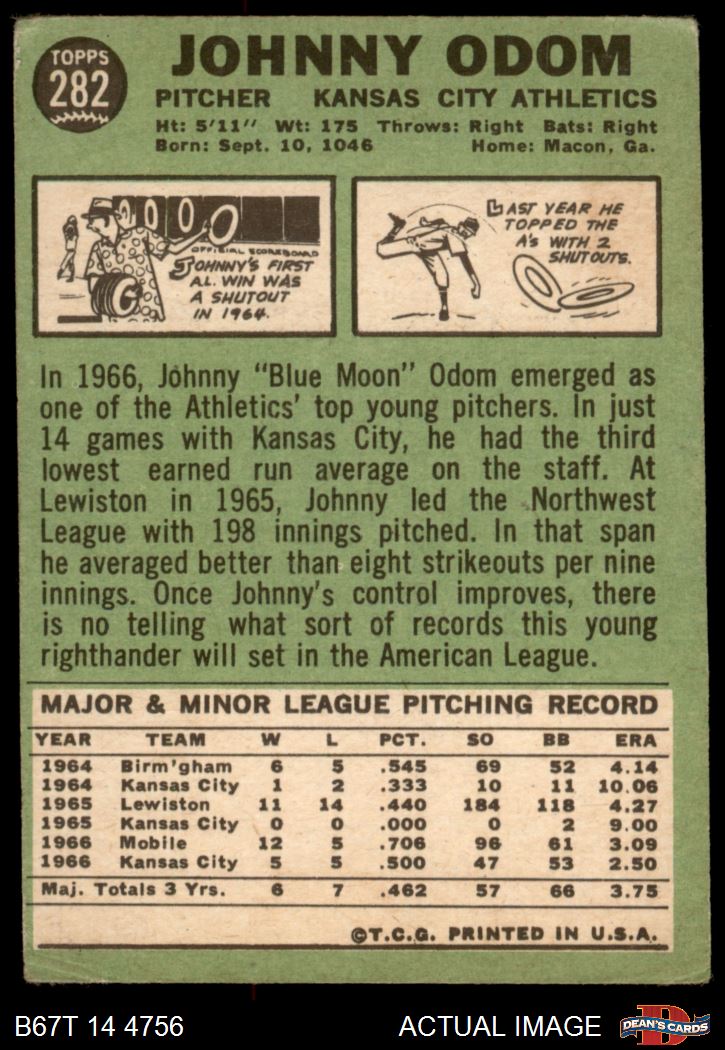 TOPPS
282
JOHNNY ODOM
PITCHER KANSAS CITY ATHLETICS
Ht: 5'11" Wt: 175 Throws: Right Bats: Right
Born: Sept. 10, 1046 Home: Macon, Ga.
OFFICIAL SCOREBOARD
JOHNNY'S FIRST
A.L. WIN WAS
A SHUTOUT
IN 1964.
LAST YEAR HE
TOPPED THE
A's WITH 2
SHUTOUTS.
In 1966, Johnny "Blue Moon" Odom emerged as
one of the Athletics' top young pitchers. In just
14 games with Kansas City, he had the third
lowest earned run average on the staff. At
Lewiston in 1965, Johnny led the Northwest
League with 198 innings pitched. In that span
he averaged better than eight strikeouts per nine
innings. Once Johnny's control improves, there
is no telling what sort of records this young
righthander will set in the American League.
MAJOR & MINOR LEAGUE PITCHING RECORD
YEAR TEAM W L PCT. SO BB ERA
1964 Birm'gham 6 5 .545 69 52 4.14
1964 Kansas City 1 2 .333 10 11 10.06
1965 Lewiston 11 14 .440 184 118 4.27
1965 Kansas City 0 0 .000 0 2 9.00
1966 Mobile 12 5 .706 96 61 3.09
1966 Kansas City 5 5 .500 47 53 2.50
Maj. Totals 3 Yrs. 6 7 .462 57 66 3.75
©T.C.G. PRINTED IN U.S.A.
B67T 14 4756 ACTUAL IMAGE
DEAN'S CARDS